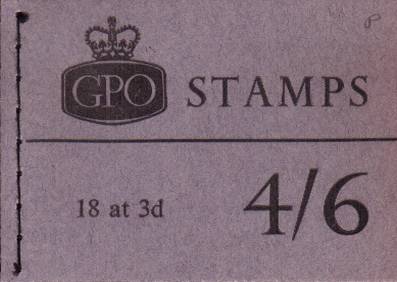 GPO STAMPS
18 at 3d 4/6